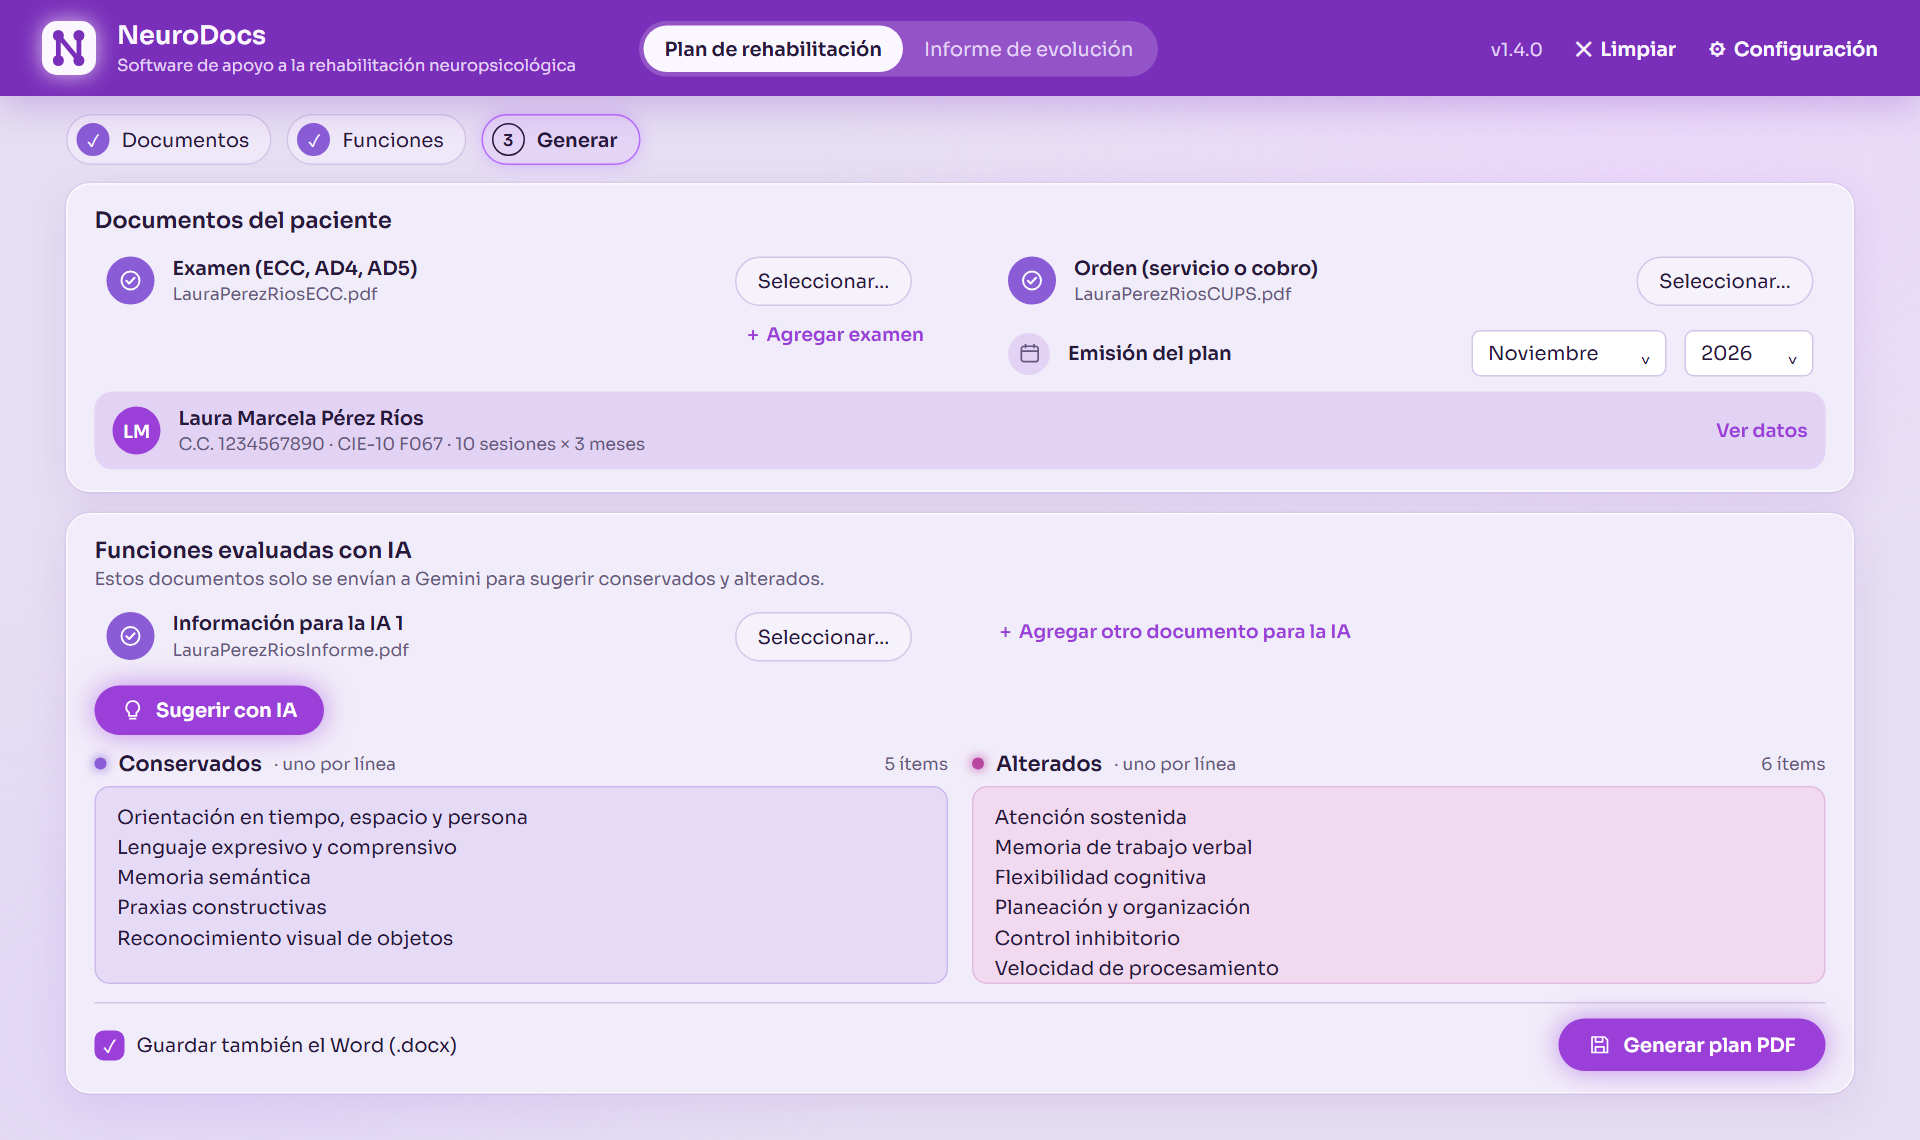 NeuroDocs
Software de apoyo a la rehabilitación neuropsicológica
Plan de rehabilitación
Informe de evolución
v1.4.0
Limpiar
Configuración
Documentos
Funciones
3 Generar
Documentos del paciente
Examen (ECC, AD4, AD5)
LauraPerezRiosECC.pdf
Seleccionar...
+ Agregar examen
Orden (servicio o cobro)
LauraPerezRiosCUPS.pdf
Seleccionar...
Emisión del plan
Noviembre
2026
LM
Laura Marcela Pérez Ríos
C.C. 1234567890 · CIE-10 F067 · 10 sesiones × 3 meses
Ver datos
Funciones evaluadas con IA
Estos documentos solo se envían a Gemini para sugerir conservados y alterados.
Información para la IA 1
LauraPerezRiosInforme.pdf
Seleccionar...
+ Agregar otro documento para la IA
Sugerir con IA
Conservados · uno por línea
5 ítems
Orientación en tiempo, espacio y persona
Lenguaje expresivo y comprensivo
Memoria semántica
Praxias constructivas
Reconocimiento visual de objetos
Alterados · uno por línea
6 ítems
Atención sostenida
Memoria de trabajo verbal
Flexibilidad cognitiva
Planeación y organización
Control inhibitorio
Velocidad de procesamiento
Guardar también el Word (.docx)
Generar plan PDF